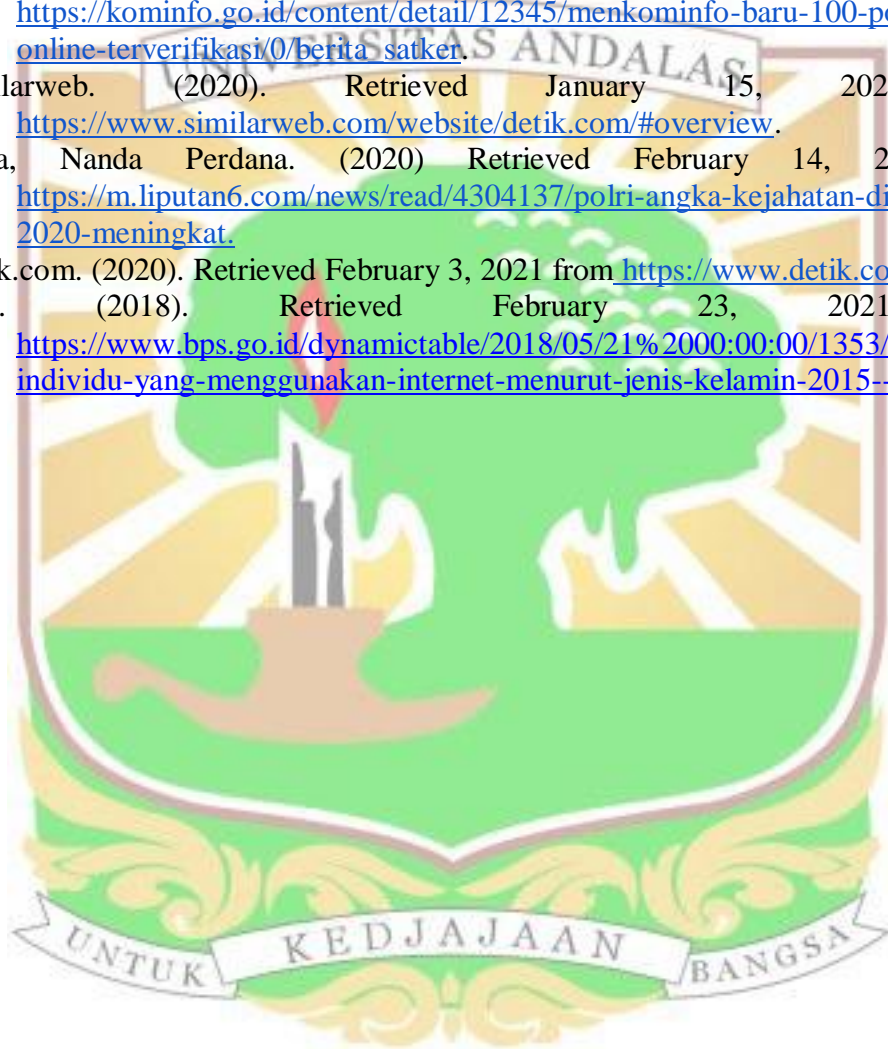 https://kominfo.go.id/content/detail/12345/menkominfo-baru-100-po
online-terverifikasi/0/berita_satker.
UNIVERSITAS ANDALAS
larweb. (2020). Retrieved January 15, 202
https://www.similarweb.com/website/detik.com/#overview.
a, Nanda Perdana. (2020) Retrieved February 14, 2
https://m.liputan6.com/news/read/4304137/polri-angka-kejahatan-di
2020-meningkat.
k.com. (2020). Retrieved February 3, 2021 from https://www.detik.co
. (2018). Retrieved February 23, 2021
https://www.bps.go.id/dynamictable/2018/05/21%2000:00:00/1353/
individu-yang-menggunakan-internet-menurut-jenis-kelamin-2015--
UNTUK KEDJAJAAN BANGSA